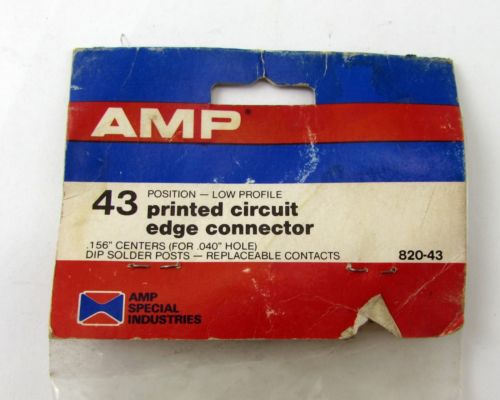 AMP
43 POSITION — LOW PROFILE
printed circuit
edge connector
.156" CENTERS (FOR .040" HOLE)
DIP SOLDER POSTS — REPLACEABLE CONTACTS 820-43
AMP
SPECIAL
INDUSTRIES